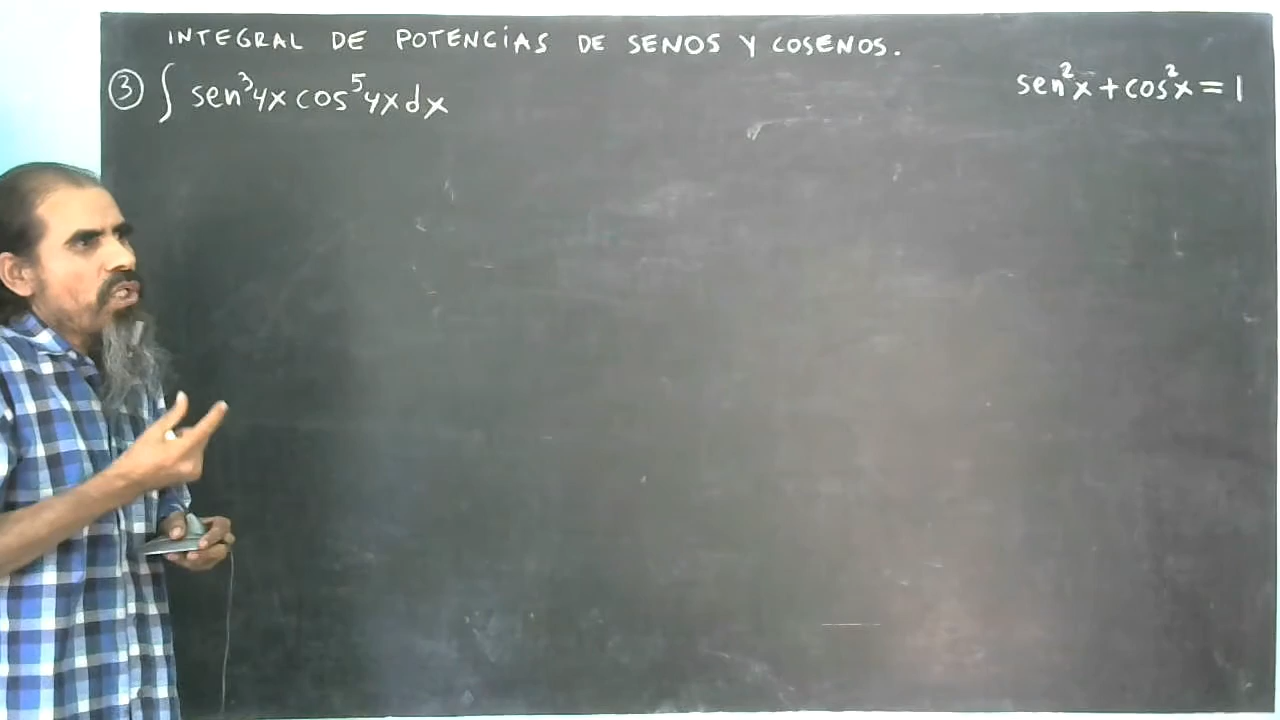 INTEGRAL DE POTENCIAS DE SENOS Y COSENOS.
③ ∫ sen³4x cos⁵4x dx
sen²x + cos²x = 1